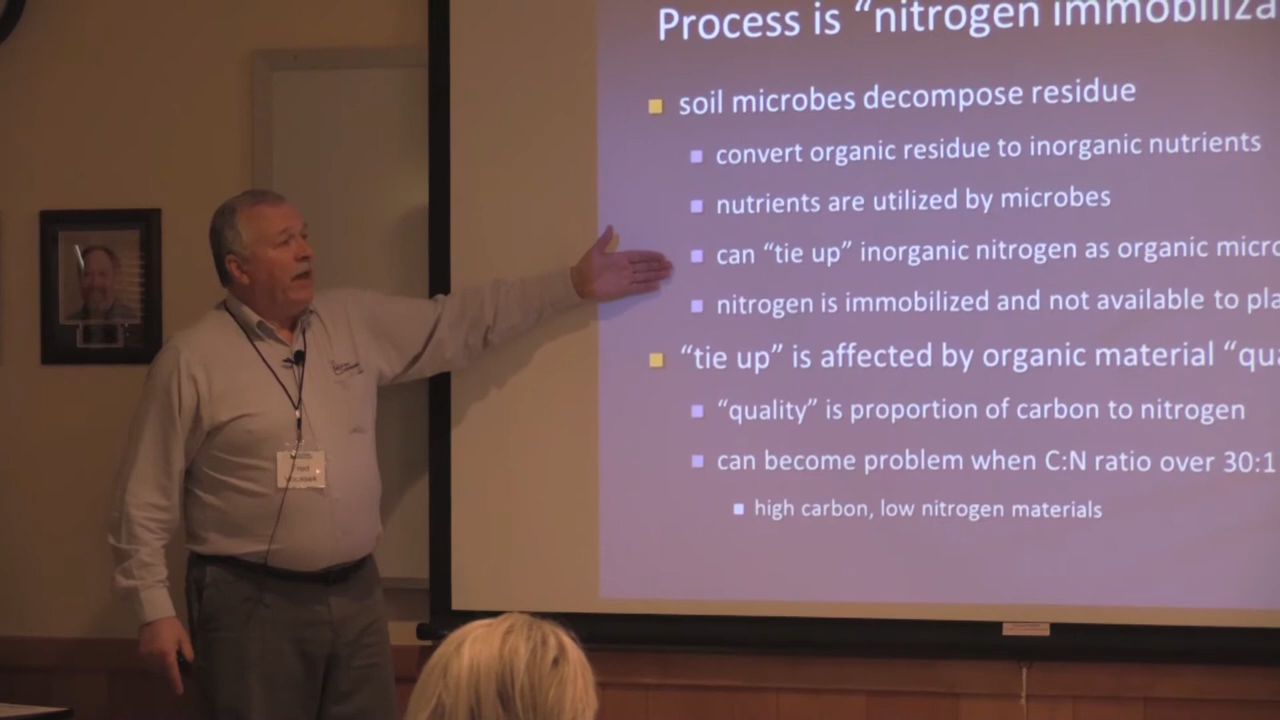 Process is “nitrogen immobiliza
soil microbes decompose residue
convert organic residue to inorganic nutrients
nutrients are utilized by microbes
can “tie up” inorganic nitrogen as organic micro
nitrogen is immobilized and not available to pla
“tie up” is affected by organic material “qua
“quality” is proportion of carbon to nitrogen
can become problem when C:N ratio over 30:1
high carbon, low nitrogen materials